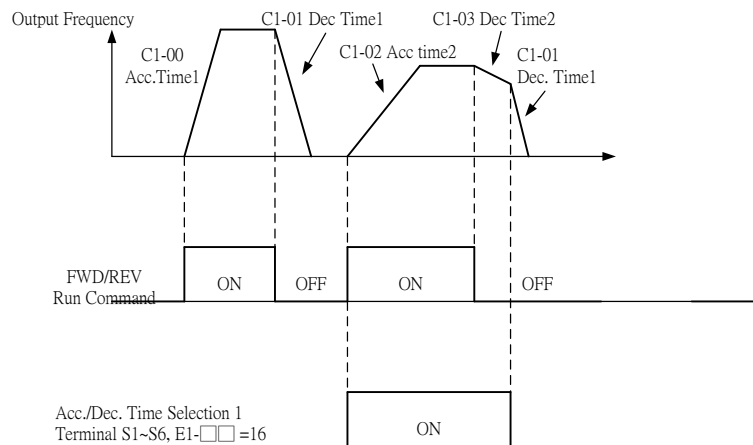 Output Frequency
C1-00
Acc.Time1
C1-01 Dec Time1
C1-02 Acc time2
C1-03 Dec Time2
C1-01
Dec. Time1
FWD/REV
Run Command
ON
OFF
ON
OFF
Acc./Dec. Time Selection 1
Terminal S1~S6, E1-□□ =16
ON